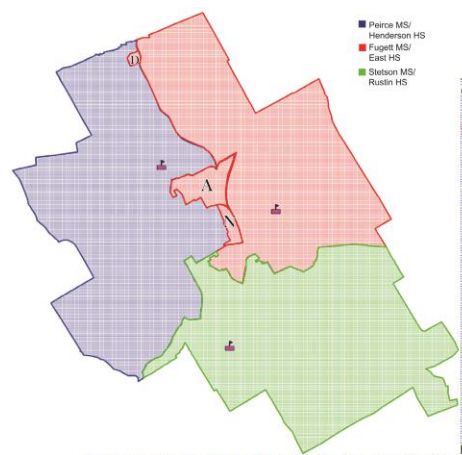 Peirce MS/
Henderson HS
Fugett MS/
East HS
Stetson MS/
Rustin HS
D
A
N